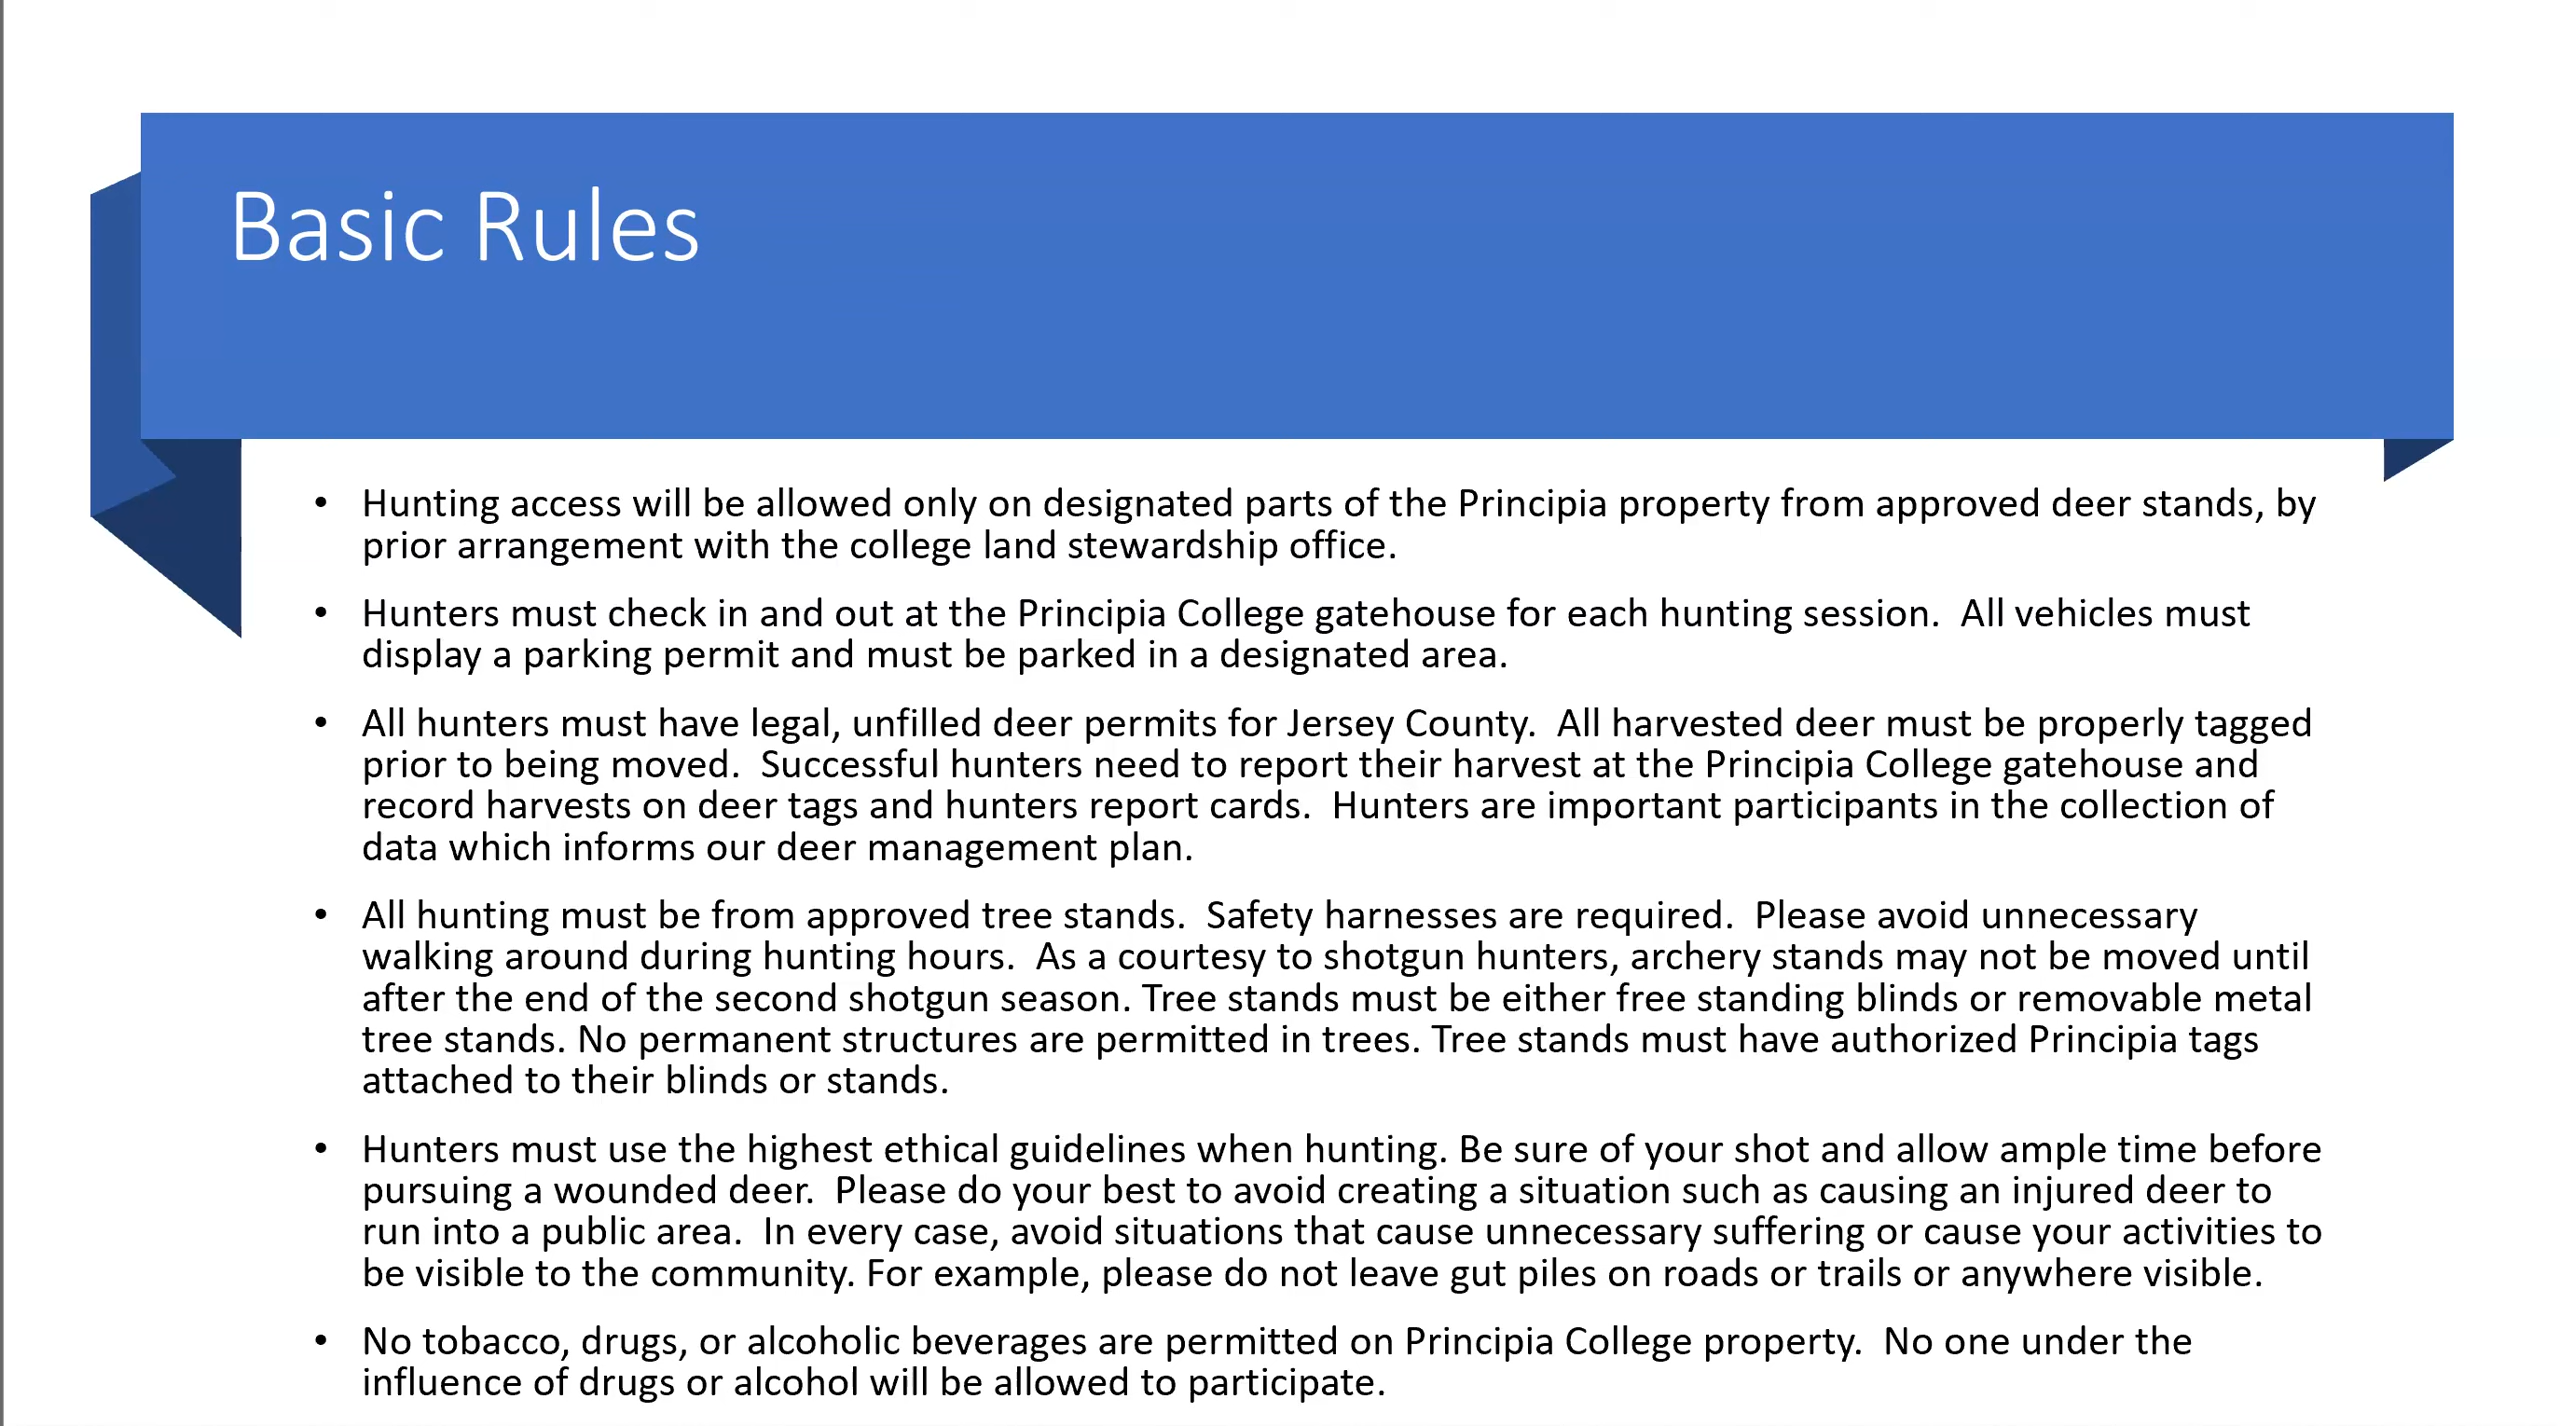 Basic Rules
• Hunting access will be allowed only on designated parts of the Principia property from approved deer stands, by
prior arrangement with the college land stewardship office.
• Hunters must check in and out at the Principia College gatehouse for each hunting session.  All vehicles must
display a parking permit and must be parked in a designated area.
• All hunters must have legal, unfilled deer permits for Jersey County.  All harvested deer must be properly tagged
prior to being moved.  Successful hunters need to report their harvest at the Principia College gatehouse and
record harvests on deer tags and hunters report cards.  Hunters are important participants in the collection of
data which informs our deer management plan.
• All hunting must be from approved tree stands.  Safety harnesses are required.  Please avoid unnecessary
walking around during hunting hours.  As a courtesy to shotgun hunters, archery stands may not be moved until
after the end of the second shotgun season. Tree stands must be either free standing blinds or removable metal
tree stands. No permanent structures are permitted in trees. Tree stands must have authorized Principia tags
attached to their blinds or stands.
• Hunters must use the highest ethical guidelines when hunting. Be sure of your shot and allow ample time before
pursuing a wounded deer.  Please do your best to avoid creating a situation such as causing an injured deer to
run into a public area.  In every case, avoid situations that cause unnecessary suffering or cause your activities to
be visible to the community. For example, please do not leave gut piles on roads or trails or anywhere visible.
• No tobacco, drugs, or alcoholic beverages are permitted on Principia College property.  No one under the
influence of drugs or alcohol will be allowed to participate.